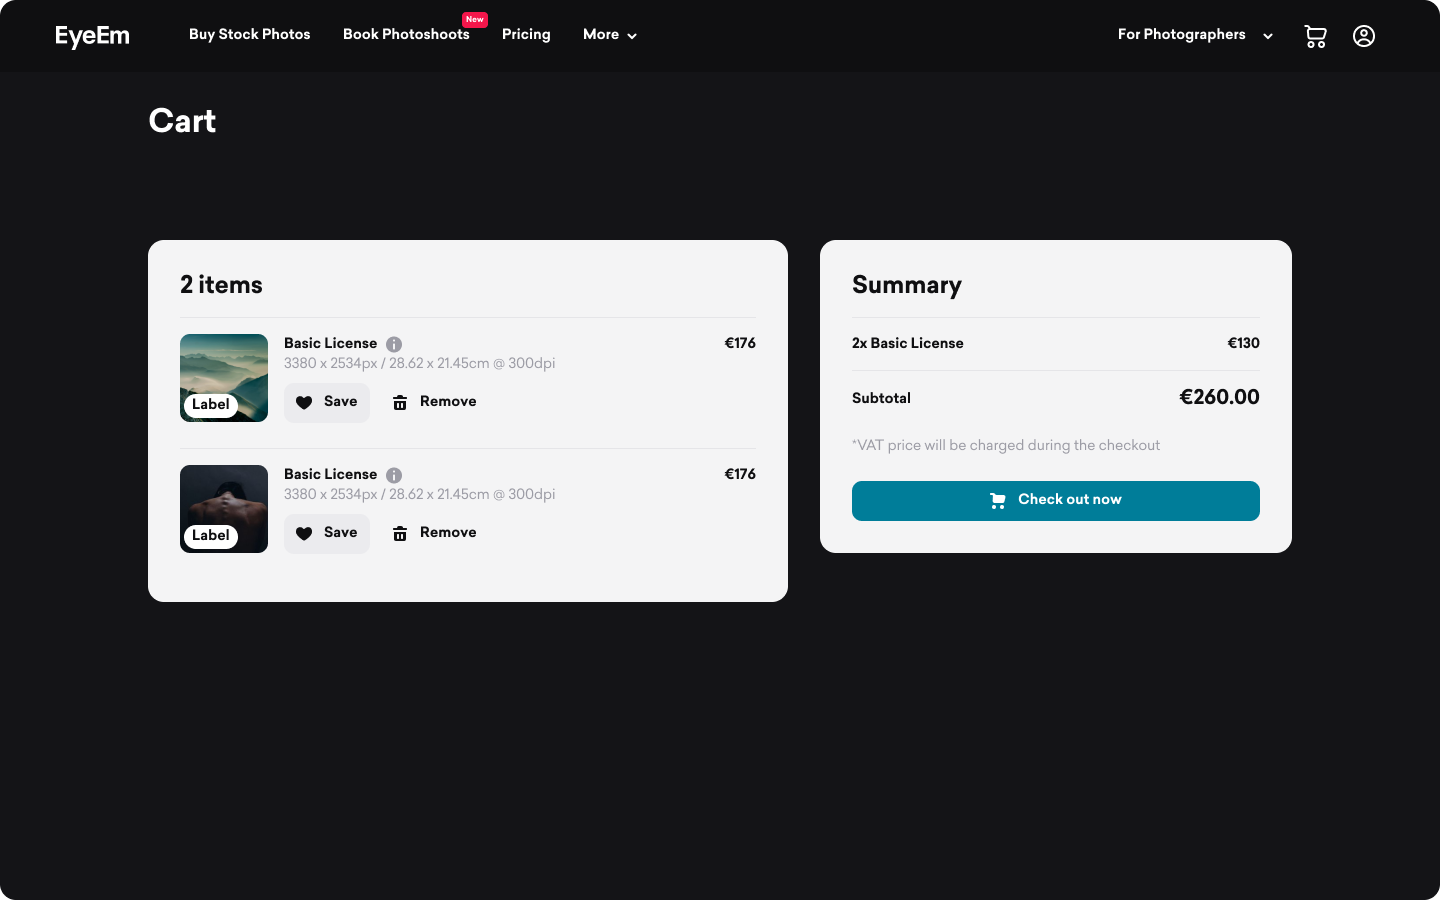 EyeEm
Buy Stock Photos
Book Photoshoots
New
Pricing
More
For Photographers
Cart
2 items
Basic License
€176
3380 x 2534px / 28.62 x 21.45cm @ 300dpi
Label
Save
Remove
Basic License
€176
3380 x 2534px / 28.62 x 21.45cm @ 300dpi
Label
Save
Remove
Summary
2x Basic License
€130
Subtotal
€260.00
*VAT price will be charged during the checkout
Check out now